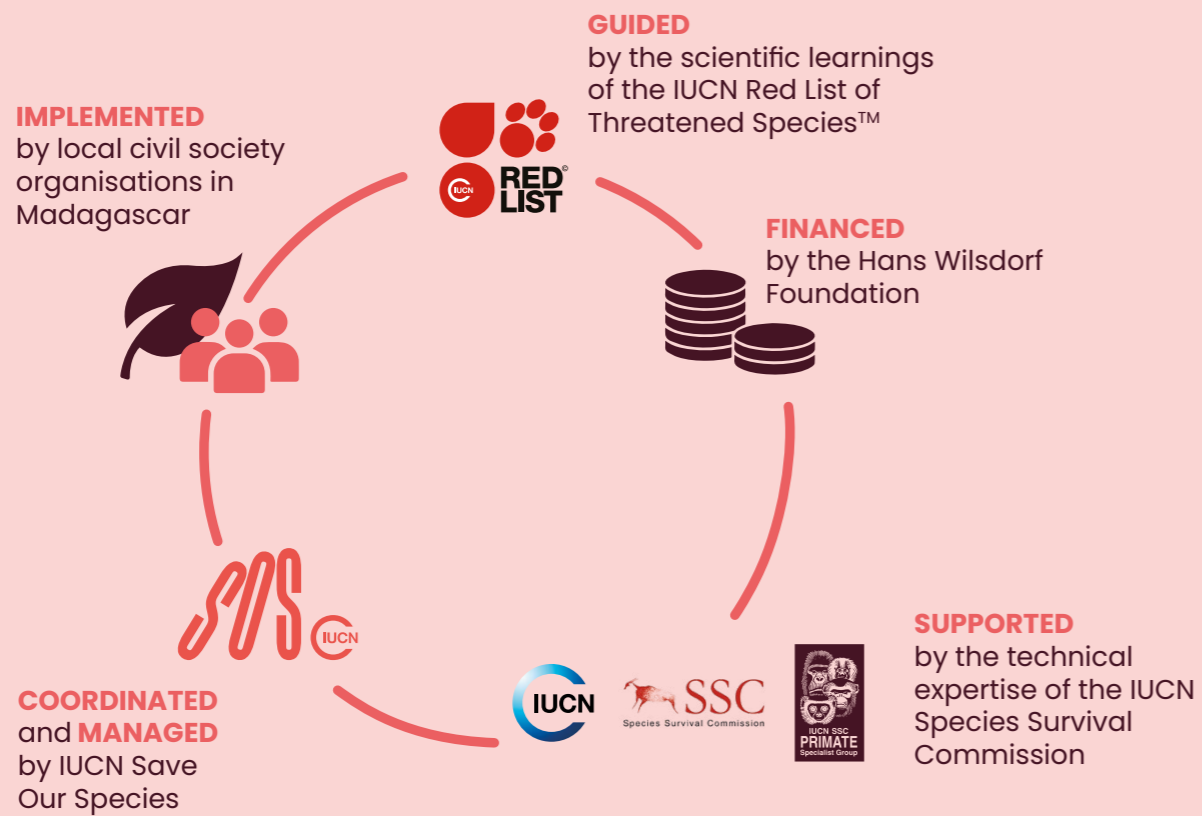 GUIDED
by the scientific learnings
of the IUCN Red List of
Threatened Species™
IMPLEMENTED
by local civil society
organisations in
Madagascar
IUCN
RED©
LIST
FINANCED
by the Hans Wilsdorf
Foundation
SOS
IUCN
COORDINATED
and MANAGED
by IUCN Save
Our Species
IUCN
SSC
Species Survival Commission
IUCN SSC
PRIMATE
Specialist Group
SUPPORTED
by the technical
expertise of the IUCN
Species Survival
Commission